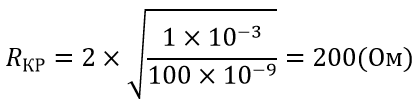 R_КР = 2 × √(1 × 10⁻³ / 100 × 10⁻⁹) = 200(Ом)